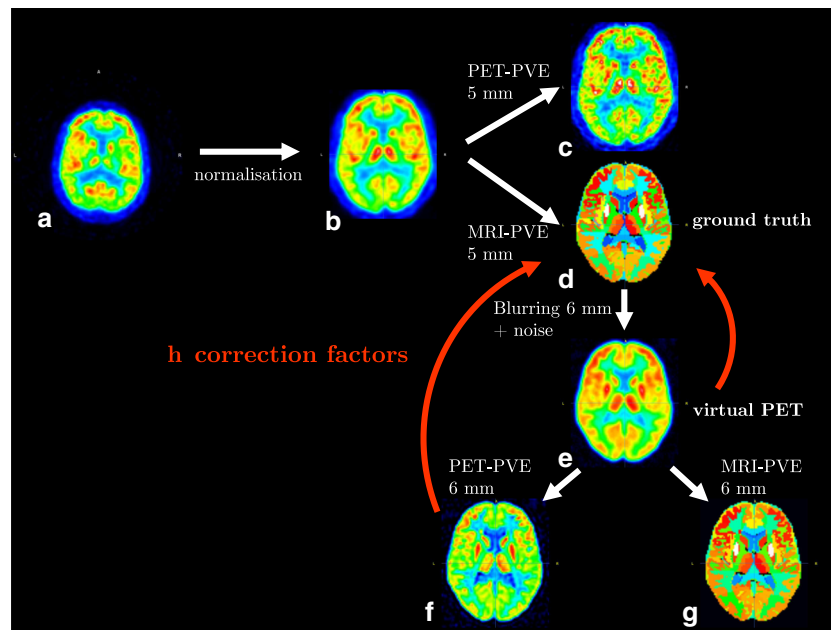 PET-PVE
5 mm
normalisation
a
b
c
MRI-PVE
5 mm
ground truth
d
Blurring 6 mm
+ noise
h correction factors
virtual PET
e
PET-PVE
6 mm
MRI-PVE
6 mm
f
g